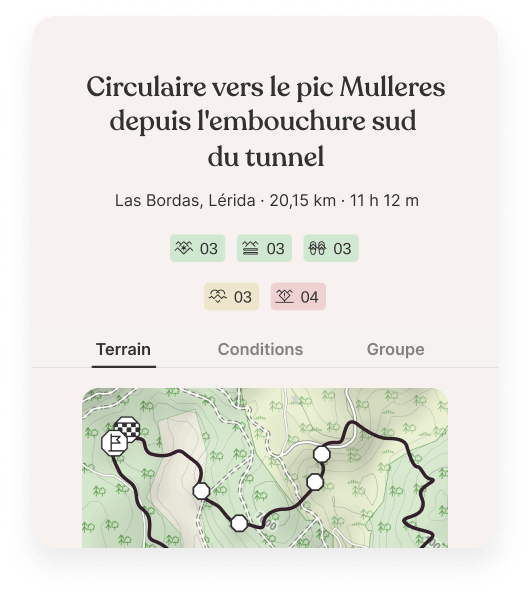 Circulaire vers le pic Mulleres
depuis l'embouchure sud
du tunnel
Las Bordas, Lérida · 20,15 km · 11 h 12 m
03 03 03
03 04
Terrain Conditions Groupe